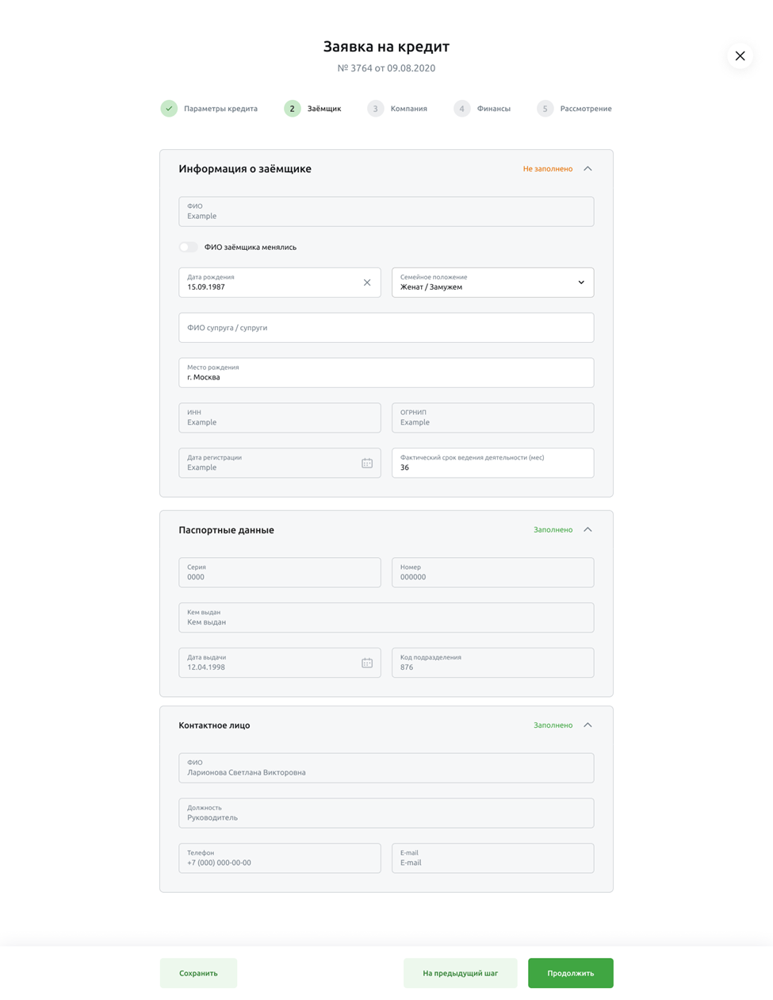 Заявка на кредит
№ 3764 от 09.08.2020
Параметры кредита 2 Заёмщик 3 Компания 4 Финансы 5 Рассмотрение
Информация о заёмщике Не заполнено
ФИО
Example
ФИО заёмщика менялись
Дата рождения
15.09.1987
Семейное положение
Женат / Замужем
ФИО супруга / супруги
Место рождения
г. Москва
ИНН
Example
ОГРНИП
Example
Дата регистрации
Example
Фактический срок ведения деятельности (мес)
36
Паспортные данные Заполнено
Серия
0000
Номер
000000
Кем выдан
Кем выдан
Дата выдачи
12.04.1998
Код подразделения
876
Контактное лицо Заполнено
ФИО
Ларионова Светлана Викторовна
Должность
Руководитель
Телефон
+7 (000) 000-00-00
E-mail
E-mail
Сохранить На предыдущий шаг Продолжить